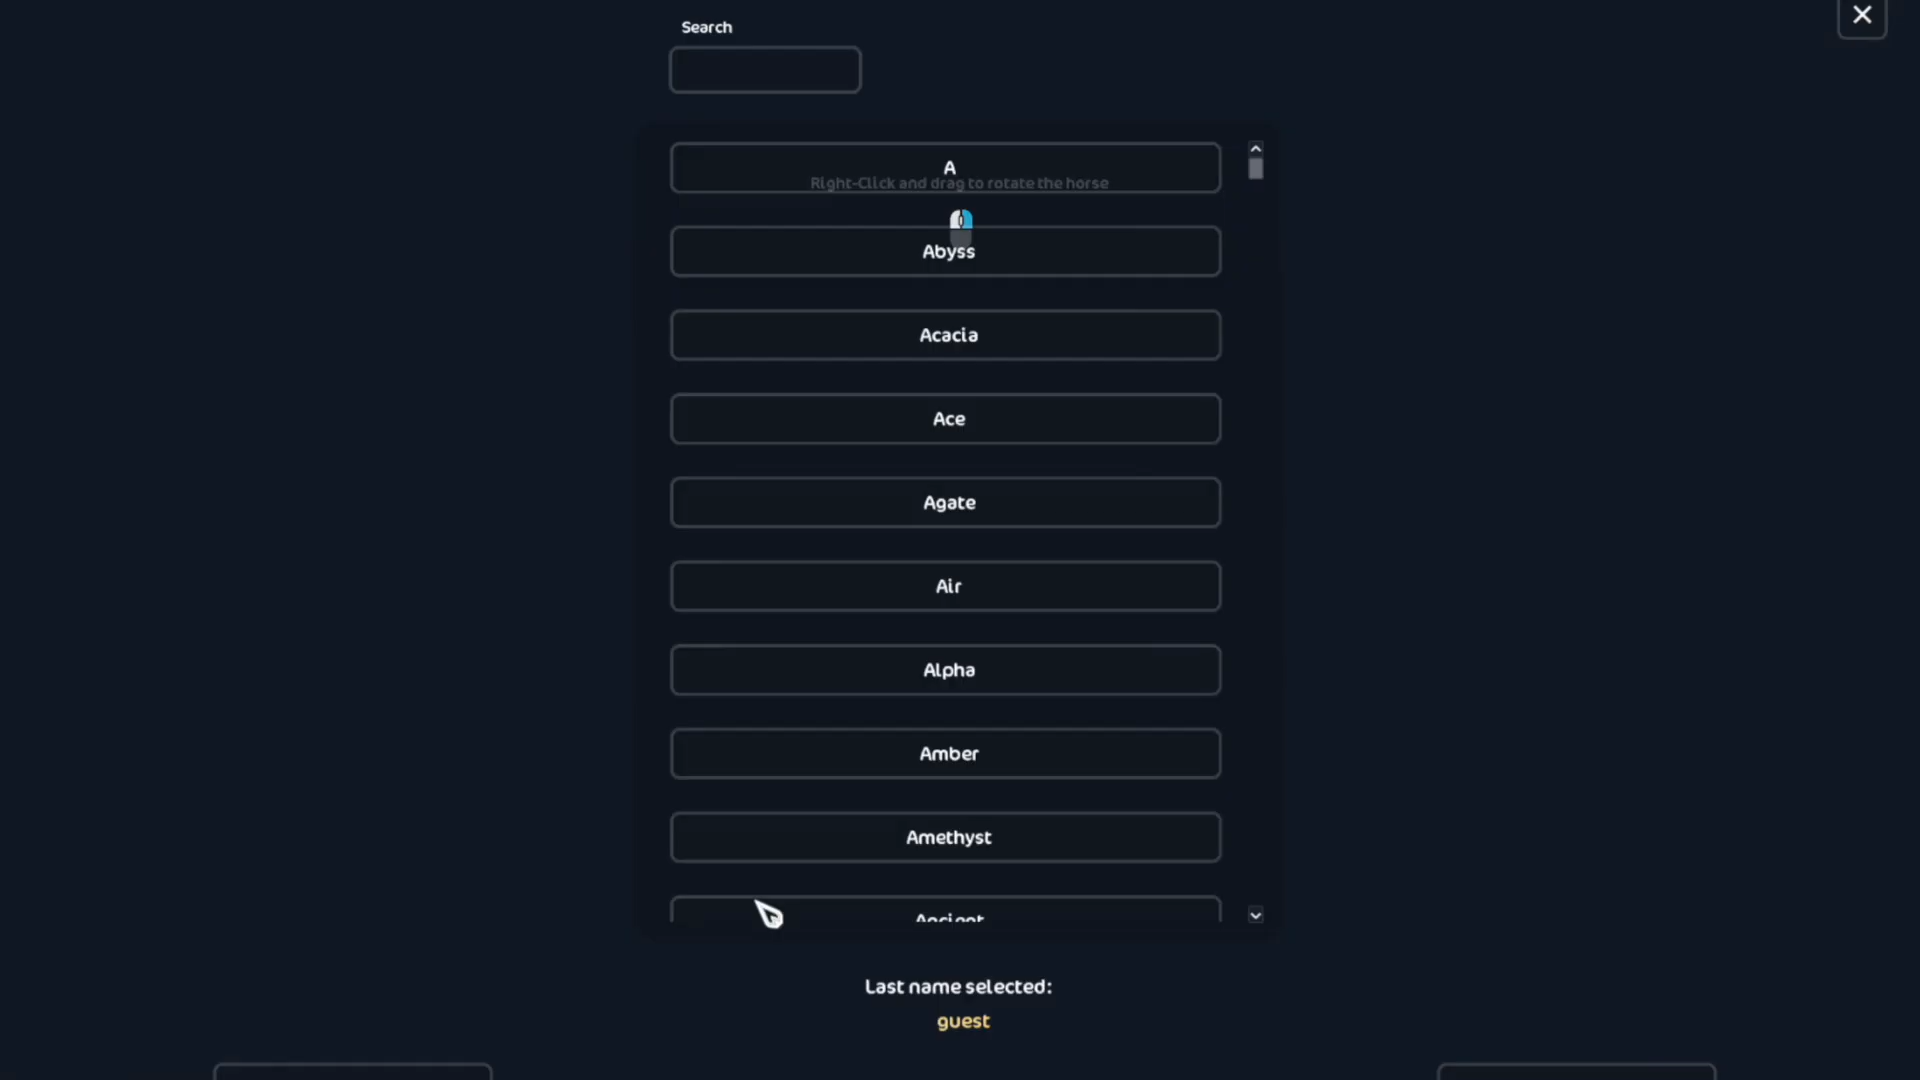 Search
A
Right-Click and drag to rotate the horse
Abyss
Acacia
Ace
Agate
Air
Alpha
Amber
Amethyst
Ancient
Last name selected:
guest